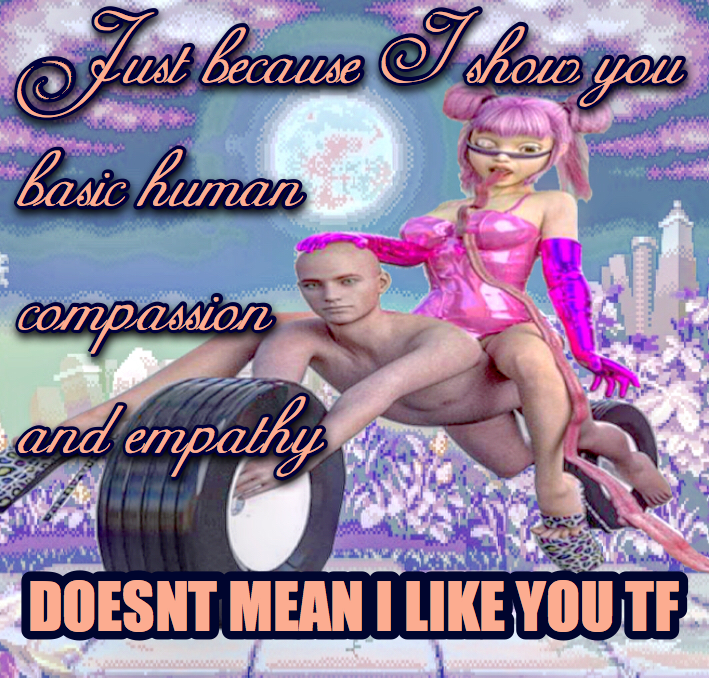 Just because I show you
basic human
compassion
and empathy
DOESNT MEAN I LIKE YOU TF